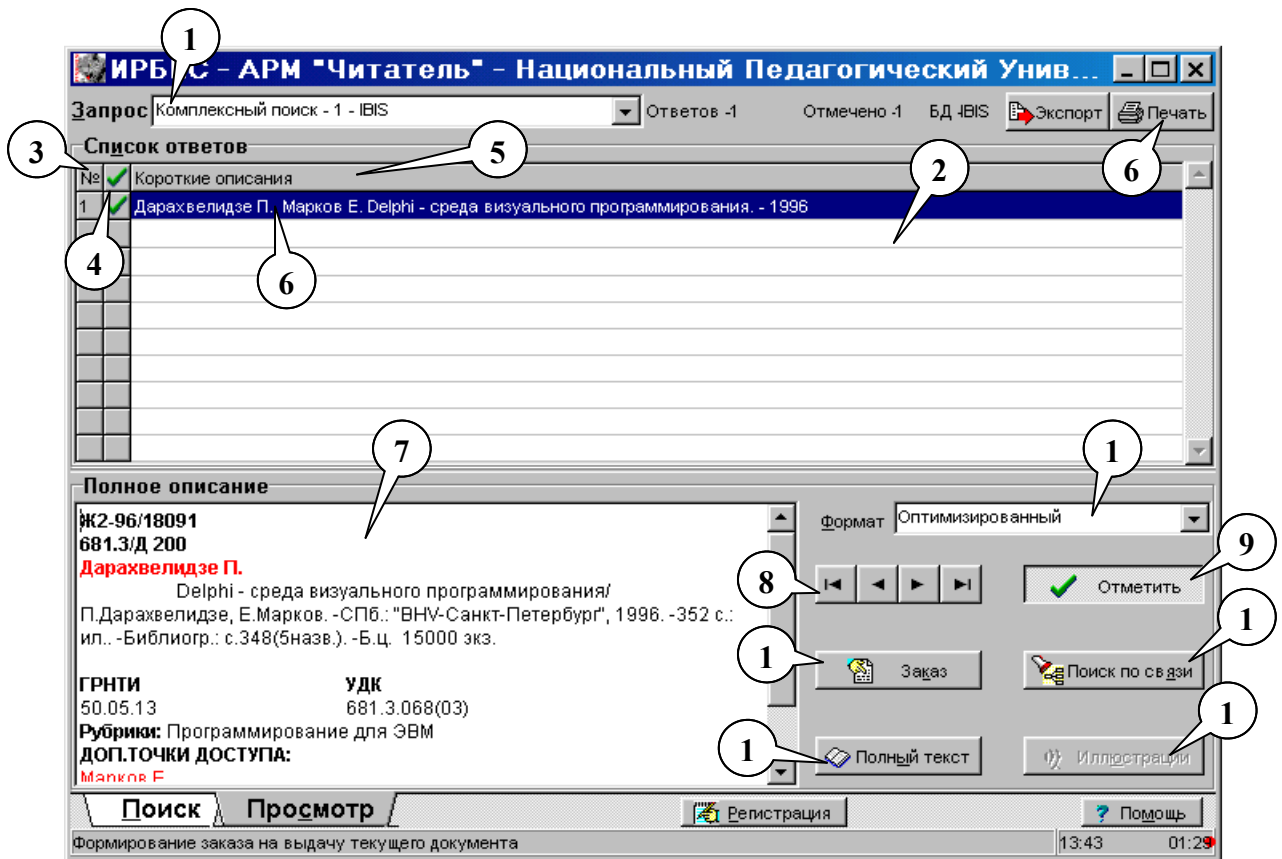 1
ИРБИС - АРМ "Читатель" - Национальный Педагогический Унив...
Запрос Комплексный поиск - 1 - IBIS Ответов -1 Отмечено -1 БД -IBIS Экспорт Печать
3 Список ответов 5 2 6
№ Короткие описания
1 Дарахвелидзе П., Марков Е. Delphi - среда визуального программирования. - 1996
4 6
7 1
Полное описание
Ж2-96/18091
681.3/Д 200
Дарахвелидзе П.
Delphi - среда визуального программирования/
П.Дарахвелидзе, Е.Марков. -СПб.: "BHV-Санкт-Петербург", 1996. -352 с.:
ил.. -Библиогр.: с.348(5назв.). -Б.ц. 15000 экз.
ГРНТИ УДК
50.05.13 681.3.068(03)
Рубрики: Программирование для ЭВМ
ДОП.ТОЧКИ ДОСТУПА:
Марков Е.
Формат Оптимизированный
9
8 Отметить
1 1
Заказ Поиск по связи
1 1
Полный текст Иллюстрации
Поиск Просмотр Регистрация Помощь
Формирование заказа на выдачу текущего документа 13:43 01:29